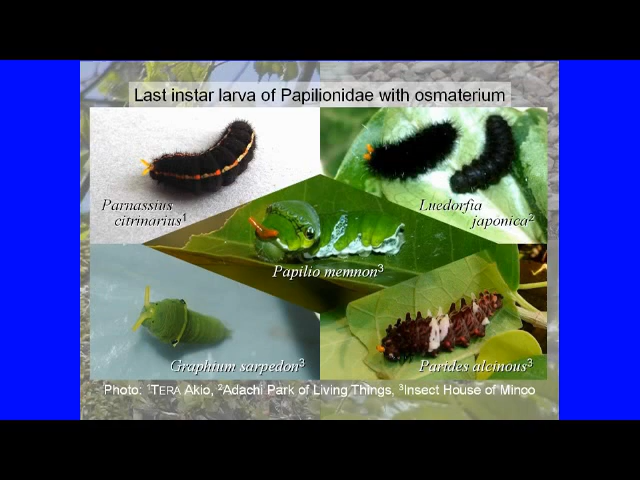 Last instar larva of Papilionidae with osmaterium
Parnassius
citrinarius¹
Luedorfia
japonica²
Papilio memnon³
Graphium sarpedon³
Parides alcinous³
Photo: ¹TERA Akio, ²Adachi Park of Living Things, ³Insect House of Minoo